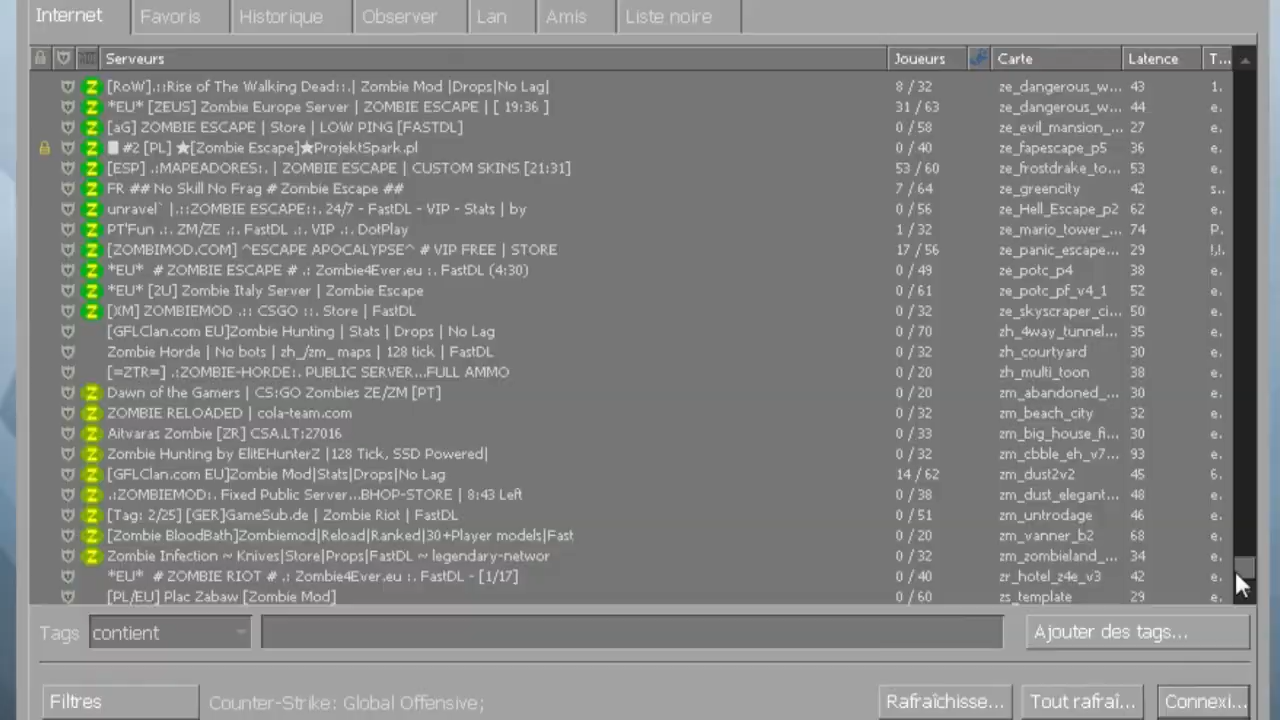 Internet Favoris Historique Observer Lan Amis Liste noire
Serveurs Joueurs Carte Latence T...
[RoW].::Rise of The Walking Dead::.| Zombie Mod |Drops|No Lag| 8 / 32 ze_dangerous_w... 43 1.
*EU* [ZEUS] Zombie Europe Server | ZOMBIE ESCAPE | [ 19:36 ] 31 / 63 ze_dangerous_w... 44 e.
[aG] ZOMBIE ESCAPE | Store | LOW PING [FASTDL] 0 / 58 ze_evil_mansion_... 27 e.
#2 [PL] ★[Zombie Escape]★ProjektSpark.pl 0 / 40 ze_fapescape_p5 36 e.
[ESP] .:MAPEADORES:. | ZOMBIE ESCAPE | CUSTOM SKINS [21:31] 53 / 60 ze_frostdrake_to... 53 e.
FR ## No Skill No Frag # Zombie Escape ## 7 / 64 ze_greencity 42 s..
unravel` |.::ZOMBIE ESCAPE::. 24/7 - FastDL - VIP - Stats | by 0 / 56 ze_Hell_Escape_p2 62 e.
PT'Fun .:. ZM/ZE .:. FastDL .:. VIP .:. DotPlay 1 / 32 ze_mario_tower_... 74 P.
[ZOMBIMOD.COM] ^ESCAPE APOCALYPSE^ # VIP FREE | STORE 17 / 56 ze_panic_escape... 29 !,!.
*EU* # ZOMBIE ESCAPE # .: Zombie4Ever.eu :. FastDL (4:30) 0 / 49 ze_potc_p4 38 e.
*EU* [2U] Zombie Italy Server | Zombie Escape 0 / 61 ze_potc_pf_v4_1 52 e.
[XM] ZOMBIEMOD .:: CSGO ::. Store | FastDL 0 / 32 ze_skyscraper_ci... 50 e.
[GFLClan.com EU]Zombie Hunting | Stats | Drops | No Lag 0 / 70 zh_4way_tunnel... 35 e.
Zombie Horde | No bots | zh_/zm_ maps | 128 tick | FastDL 0 / 32 zh_courtyard 30 e.
[=ZTR=] .:ZOMBIE-HORDE:. PUBLIC SERVER...FULL AMMO 0 / 20 zh_multi_toon 38 e.
Dawn of the Gamers | CS:GO Zombies ZE/ZM [PT] 0 / 20 zm_abandoned_... 30 e.
ZOMBIE RELOADED | cola-team.com 0 / 32 zm_beach_city 32 e.
Aitvaras Zombie [ZR] CSA.LT:27016 0 / 33 zm_big_house_fi... 30 e.
Zombie Hunting by ElitEHunterZ |128 Tick, SSD Powered| 0 / 32 zm_cbble_eh_v7... 93 e.
[GFLClan.com EU]Zombie Mod|Stats|Drops|No Lag 14 / 62 zm_dust2v2 45 6.
.:ZOMBIEMOD:. Fixed Public Server...BHOP-STORE | 8:43 Left 0 / 38 zm_dust_elegant... 48 e.
[Tag: 2/25] [GER]GameSub.de | Zombie Riot | FastDL 0 / 51 zm_untrodage 46 e.
[Zombie BloodBath]Zombiemod|Reload|Ranked|30+Player models|Fast 0 / 20 zm_vanner_b2 68 e.
Zombie Infection ~ Knives|Store|Props|FastDL ~ legendary-networ 0 / 32 zm_zombieland_... 34 e.
*EU* # ZOMBIE RIOT # .: Zombie4Ever.eu :. FastDL - [1/17] 0 / 40 zr_hotel_z4e_v3 42 e.
[PL/EU] Plac Zabaw [Zombie Mod] 0 / 60 zs_template 29 e.
Tags contient Ajouter des tags...
Filtres Counter-Strike: Global Offensive; Rafraîchisse... Tout rafraî... Connexi...